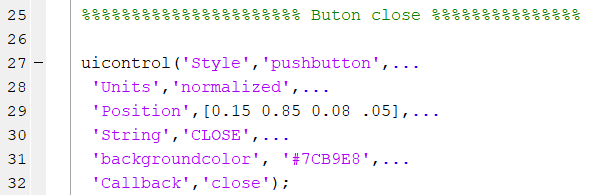 25 %%%%%%%%%%%%%%%%%%%%%% Buton close %%%%%%%%%%%%%%%
26
27 — uicontrol('Style','pushbutton',...
28 'Units','normalized',...
29 'Position',[0.15 0.85 0.08 .05],...
30 'String','CLOSE',...
31 'backgroundcolor', '#7CB9E8',...
32 'Callback','close');